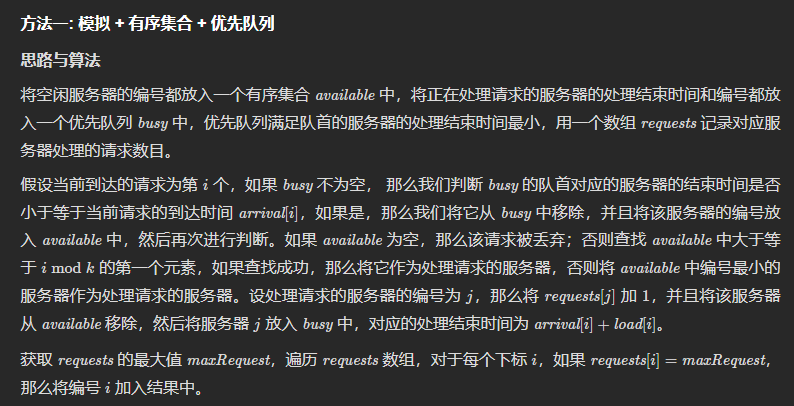 方法一: 模拟 + 有序集合 + 优先队列
思路与算法
将空闲服务器的编号都放入一个有序集合 available 中，将正在处理请求的服务器的处理结束时间和编号都放
入一个优先队列 busy 中，优先队列满足队首的服务器的处理结束时间最小，用一个数组 requests 记录对应服
务器处理的请求数目。
假设当前到达的请求为第 i 个，如果 busy 不为空， 那么我们判断 busy 的队首对应的服务器的结束时间是否
小于等于当前请求的到达时间 arrival[i]，如果是，那么我们将它从 busy 中移除，并且将该服务器的编号放
入 available 中，然后再次进行判断。如果 available 为空，那么该请求被丢弃；否则查找 available 中大于等
于 i mod k 的第一个元素，如果查找成功，那么将它作为处理请求的服务器，否则将 available 中编号最小的
服务器作为处理请求的服务器。设处理请求的服务器的编号为 j，那么将 requests[j] 加 1，并且将该服务器
从 available 移除，然后将服务器 j 放入 busy 中，对应的处理结束时间为 arrival[i] + load[i]。
获取 requests 的最大值 maxRequest，遍历 requests 数组，对于每个下标 i，如果 requests[i] = maxRequest，
那么将编号 i 加入结果中。